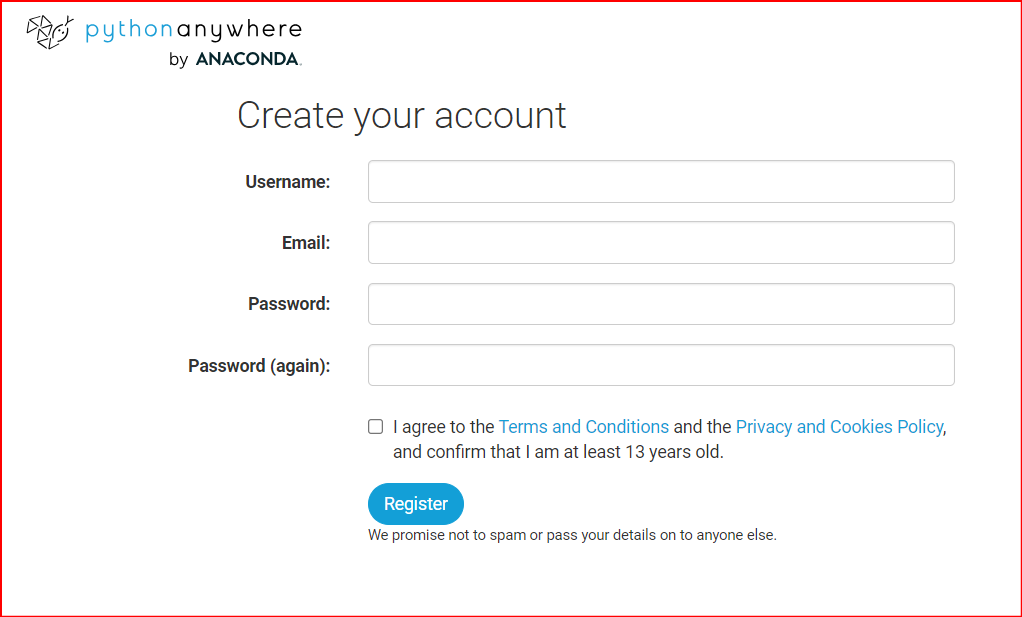 pythonanywhere
by ANACONDA.
Create your account
Username:
Email:
Password:
Password (again):
I agree to the Terms and Conditions and the Privacy and Cookies Policy,
and confirm that I am at least 13 years old.
Register
We promise not to spam or pass your details on to anyone else.